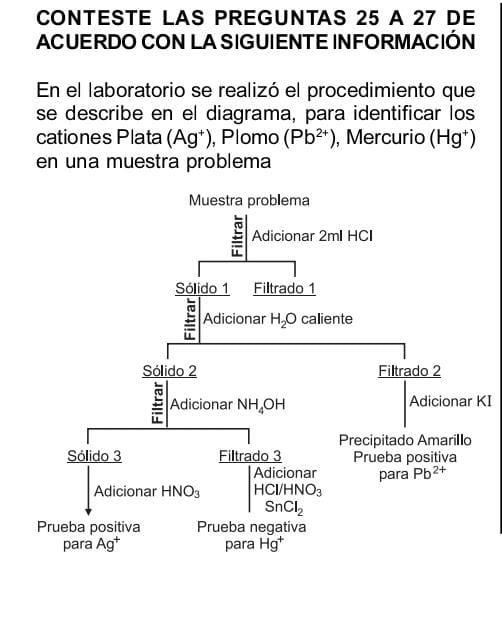 CONTESTE LAS PREGUNTAS 25 A 27 DE
ACUERDO CON LA SIGUIENTE INFORMACIÓN
En el laboratorio se realizó el procedimiento que
se describe en el diagrama, para identificar los
cationes Plata (Ag⁺), Plomo (Pb²⁺), Mercurio (Hg⁺)
en una muestra problema
Muestra problema
Filtrar
Adicionar 2ml HCl
Sólido 1
Filtrado 1
Filtrar
Adicionar H₂O caliente
Sólido 2
Filtrado 2
Filtrar
Adicionar NH₄OH
Adicionar KI
Precipitado Amarillo
Prueba positiva
para Pb²⁺
Sólido 3
Filtrado 3
Adicionar HNO₃
Adicionar
HCl/HNO₃
SnCl₂
Prueba positiva
para Ag⁺
Prueba negativa
para Hg⁺